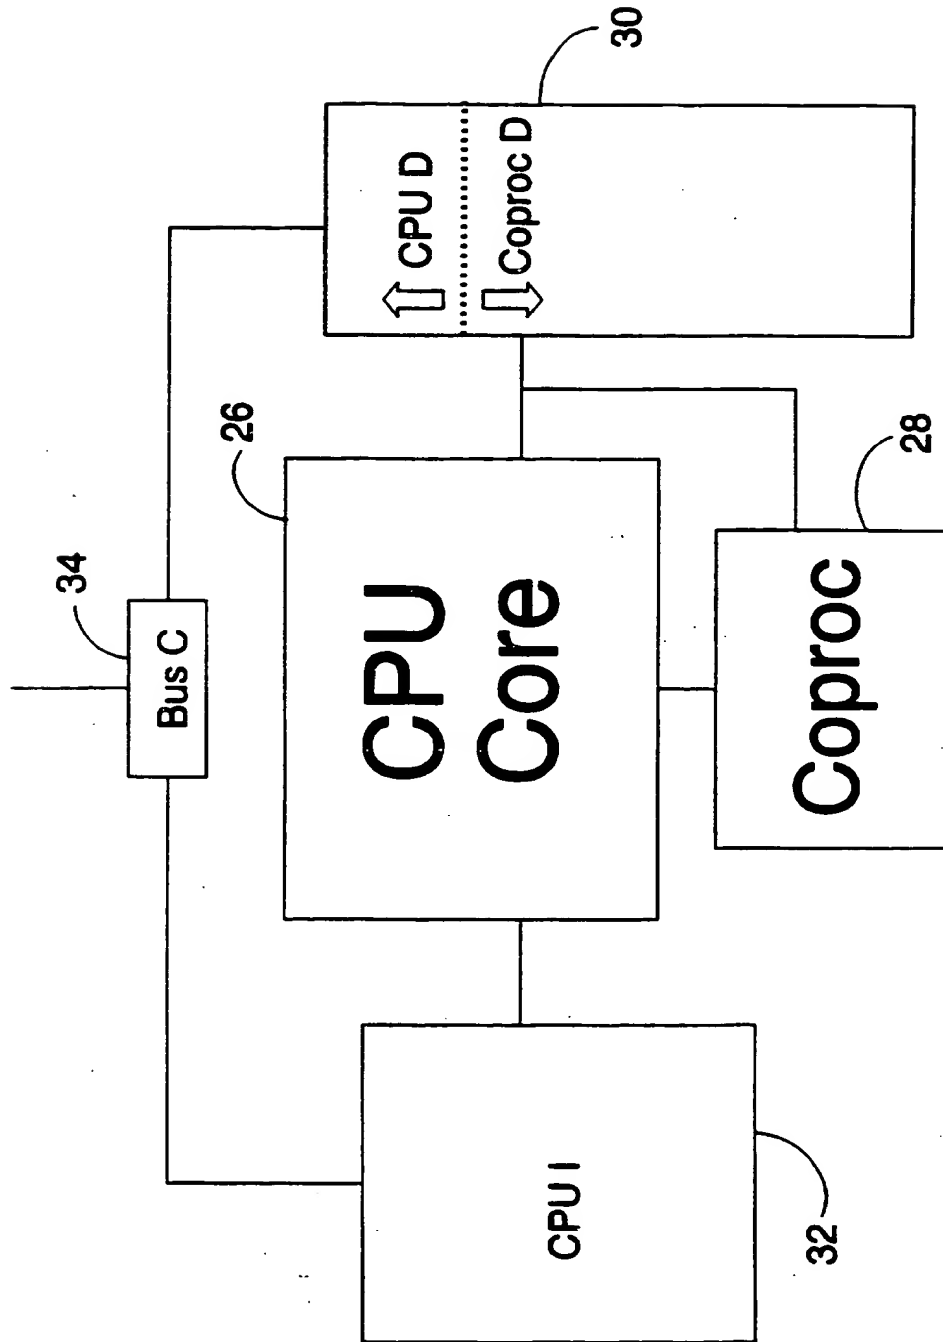 34
Bus C
26
CPU
Core
CPU I
32
Coproc
28
CPU D
Coproc D
30